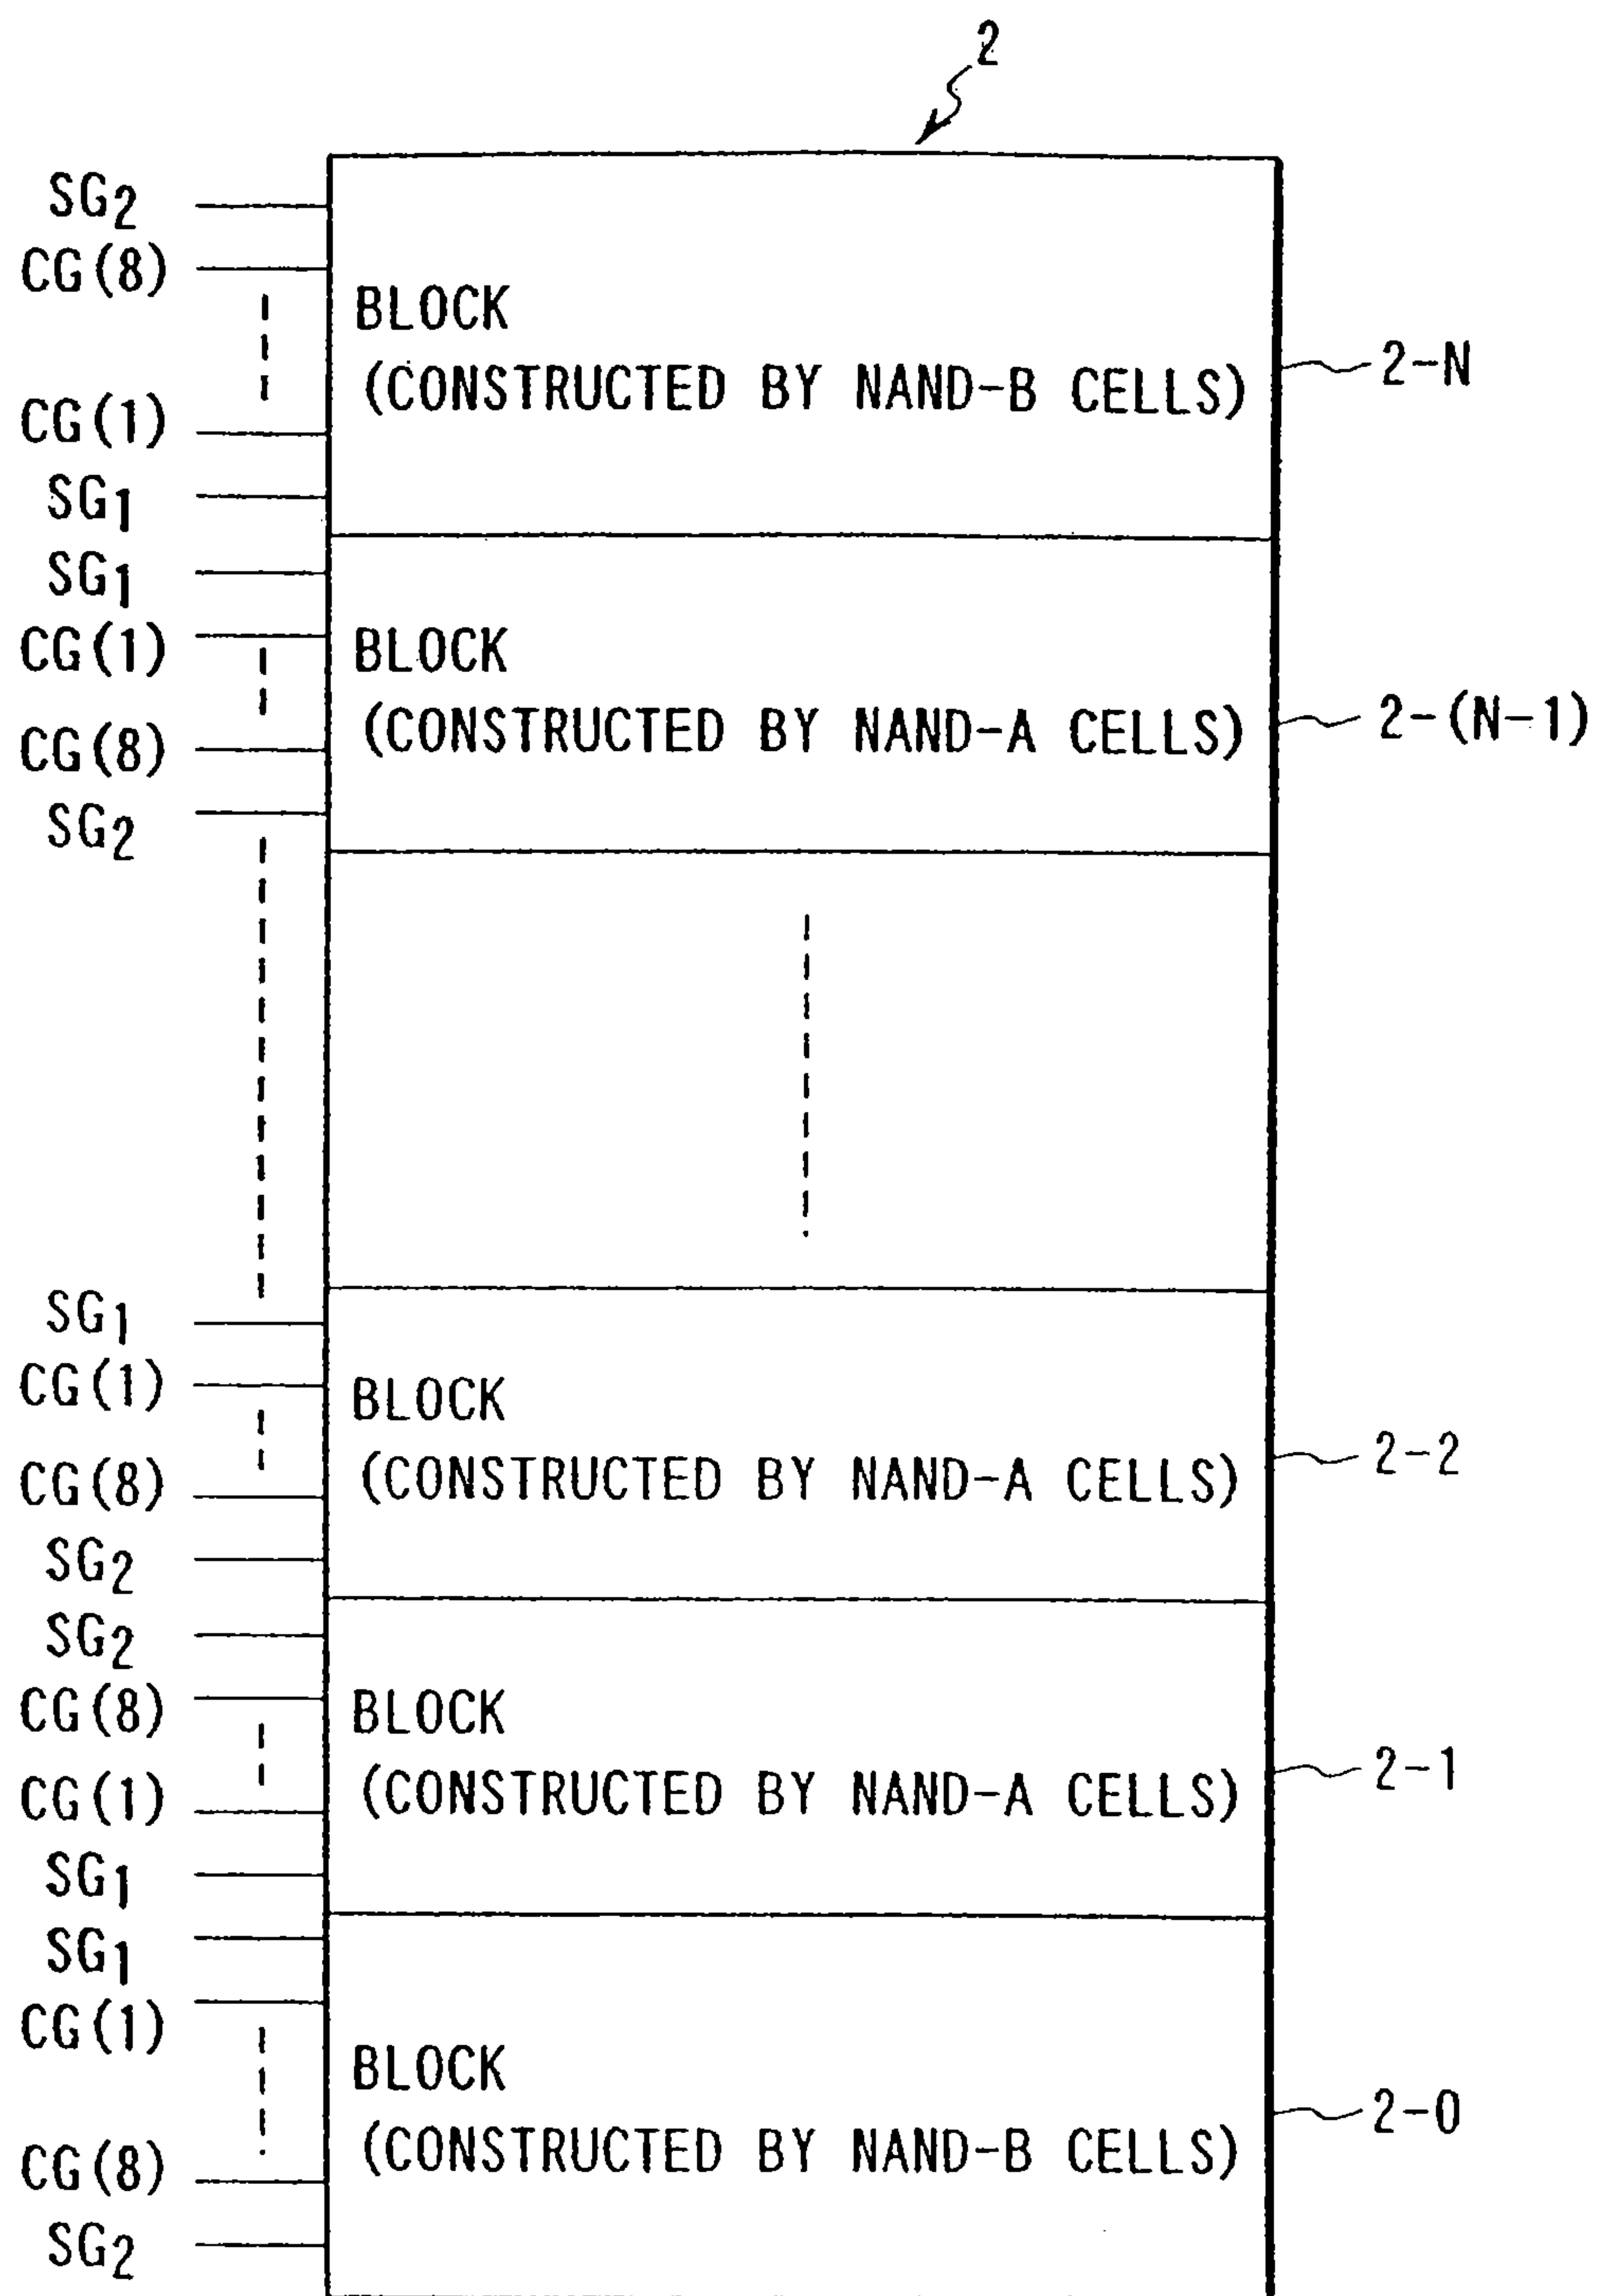 2
SG2
CG(8)
CG(1)
SG1
BLOCK
(CONSTRUCTED BY NAND-B CELLS)
2-N
SG1
CG(1)
CG(8)
SG2
BLOCK
(CONSTRUCTED BY NAND-A CELLS)
2-(N-1)
SG1
CG(1)
CG(8)
SG2
BLOCK
(CONSTRUCTED BY NAND-A CELLS)
2-2
SG2
CG(8)
CG(1)
SG1
BLOCK
(CONSTRUCTED BY NAND-A CELLS)
2-1
SG1
CG(1)
CG(8)
SG2
BLOCK
(CONSTRUCTED BY NAND-B CELLS)
2-0